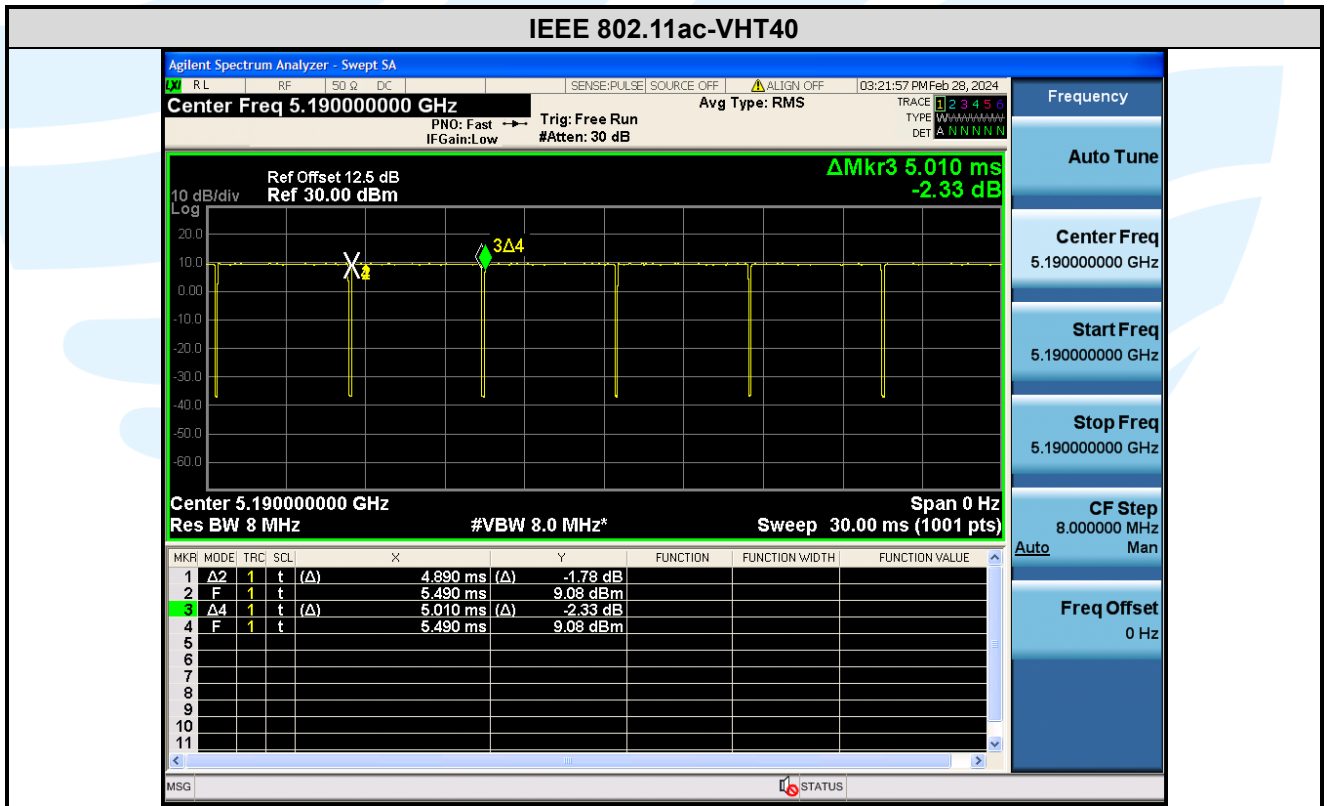 IEEE 802.11ac-VHT40
Agilent Spectrum Analyzer - Swept SA
LXI RL RF 50 Ω DC SENSE:PULSE SOURCE OFF ALIGN OFF 03:21:57 PM Feb 28, 2024
Center Freq 5.190000000 GHz
PNO: Fast
IFGain:Low
Trig: Free Run
#Atten: 30 dB
Avg Type: RMS
TRACE 1 2 3 4 5 6
TYPE W
DET A N N N N N
ΔMkr3 5.010 ms
-2.33 dB
Ref Offset 12.5 dB
10 dB/div Ref 30.00 dBm
Log
20.0
10.0
0.00
-10.0
-20.0
-30.0
-40.0
-50.0
-60.0
3Δ4
Center 5.190000000 GHz Span 0 Hz
Res BW 8 MHz #VBW 8.0 MHz* Sweep 30.00 ms (1001 pts)
MKR MODE TRC SCL X Y FUNCTION FUNCTION WIDTH FUNCTION VALUE
1 Δ2 1 t (Δ) 4.890 ms (Δ) -1.78 dB
2 F 1 t 5.490 ms 9.08 dBm
3 Δ4 1 t (Δ) 5.010 ms (Δ) -2.33 dB
4 F 1 t 5.490 ms 9.08 dBm
5
6
7
8
9
10
11
MSG STATUS
Frequency
Auto Tune
Center Freq
5.190000000 GHz
Start Freq
5.190000000 GHz
Stop Freq
5.190000000 GHz
CF Step
8.000000 MHz
Auto Man
Freq Offset
0 Hz